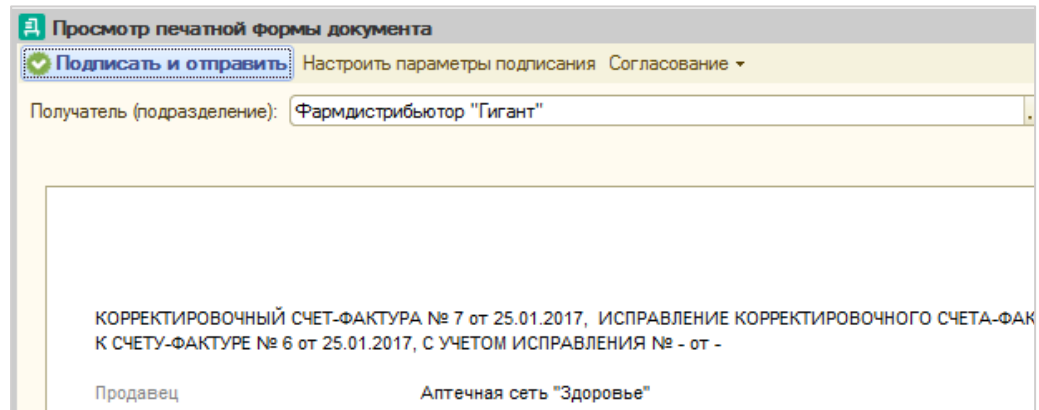 Просмотр печатной формы документа
Подписать и отправить Настроить параметры подписания Согласование
Получатель (подразделение): Фармдистрибьютор "Гигант"
КОРРЕКТИРОВОЧНЫЙ СЧЕТ-ФАКТУРА № 7 от 25.01.2017, ИСПРАВЛЕНИЕ КОРРЕКТИРОВОЧНОГО СЧЕТА-ФАК
К СЧЕТУ-ФАКТУРЕ № 6 от 25.01.2017, С УЧЕТОМ ИСПРАВЛЕНИЯ № - от -
Продавец Аптечная сеть "Здоровье"